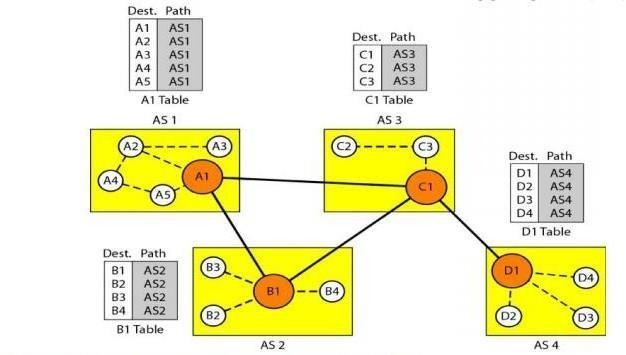 Dest. Path
A1 AS1
A2 AS1
A3 AS1
A4 AS1
A5 AS1
A1 Table
AS 1
Dest. Path
C1 AS3
C2 AS3
C3 AS3
C1 Table
AS 3
A2
A3
A4
A5
A1
C2
C3
C1
Dest. Path
D1 AS4
D2 AS4
D3 AS4
D4 AS4
D1 Table
Dest. Path
B1 AS2
B2 AS2
B3 AS2
B4 AS2
B1 Table
B3
B1
B4
B2
AS 2
D1
D4
D2
D3
AS 4